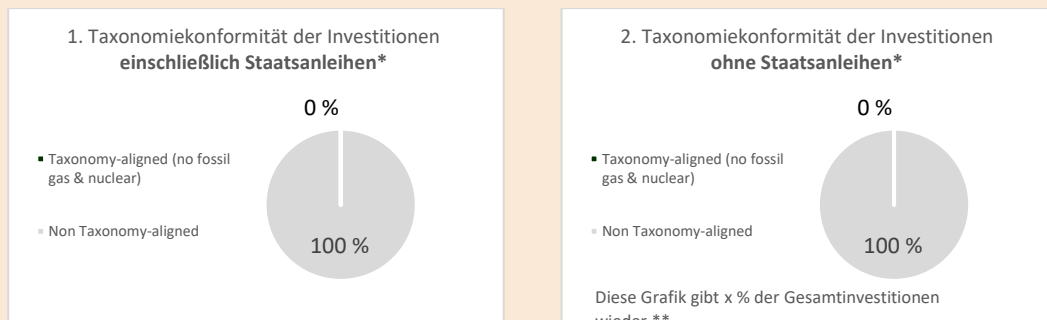 1. Taxonomiekonformität der Investitionen
einschließlich Staatsanleihen*
0 %
Taxonomy-aligned (no fossil
gas & nuclear)
Non Taxonomy-aligned
100 %
2. Taxonomiekonformität der Investitionen
ohne Staatsanleihen*
0 %
Taxonomy-aligned (no fossil
gas & nuclear)
Non Taxonomy-aligned
100 %
Diese Grafik gibt x % der Gesamtinvestitionen
wieder.**